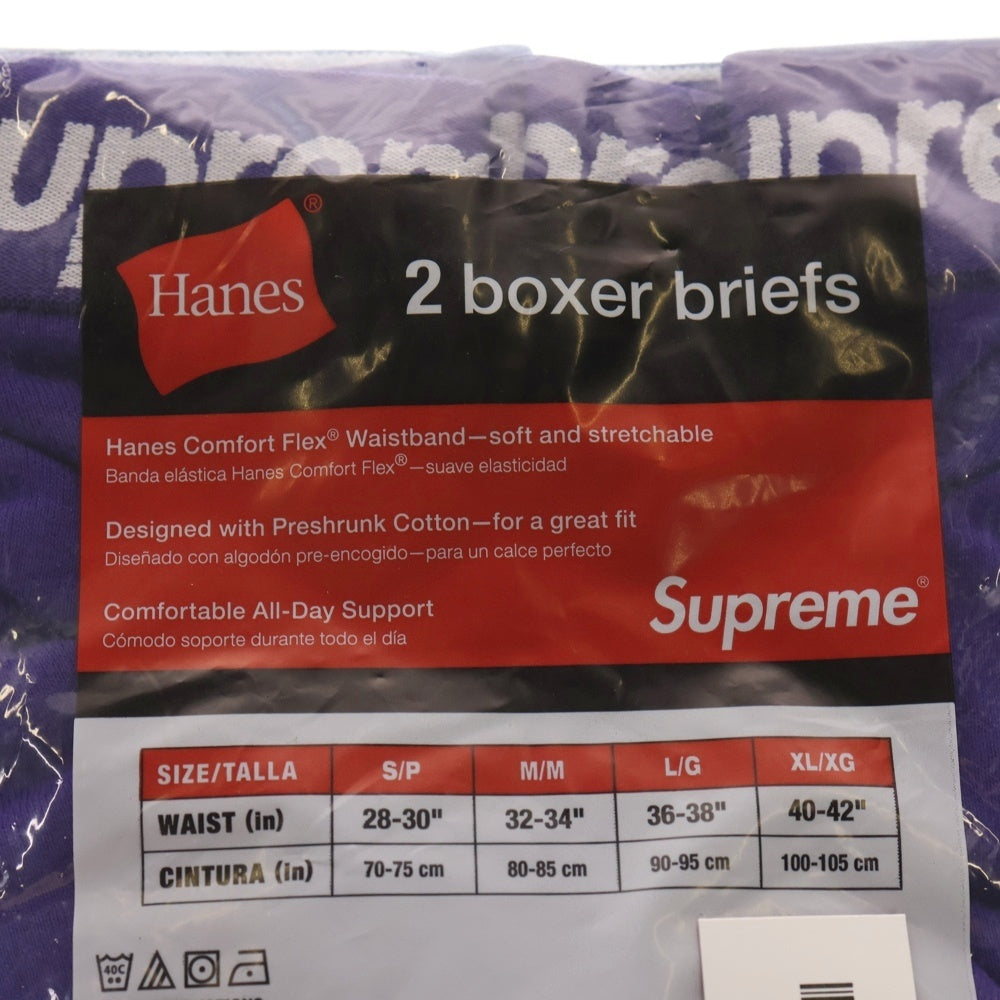 Hanes®
2 boxer briefs
Hanes Comfort Flex® Waistband—soft and stretchable
Banda elástica Hanes Comfort Flex®—suave elasticidad
Designed with Preshrunk Cotton—for a great fit
Diseñado con algodón pre-encogido—para un calce perfecto
Comfortable All-Day Support
Cómodo soporte durante todo el día
Supreme®
SIZE/TALLA S/P M/M L/G XL/XG
WAIST (in) 28-30" 32-34" 36-38" 40-42"
CINTURA (in) 70-75 cm 80-85 cm 90-95 cm 100-105 cm
40C